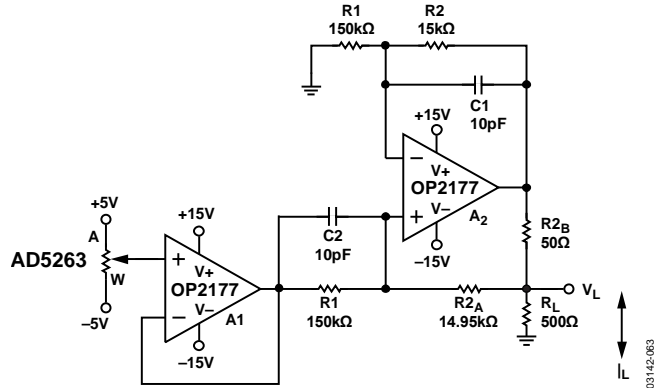 R1
150kΩ
R2
15kΩ
C1
10pF
+15V
V+
OP2177
V–
A2
–15V
R2B
50Ω
+5V
A
AD5263
W
–5V
+15V
V+
OP2177
V–
A1
–15V
C2
10pF
R1
150kΩ
R2A
14.95kΩ
VL
RL
500Ω
IL
03142-063
−
+
+
−